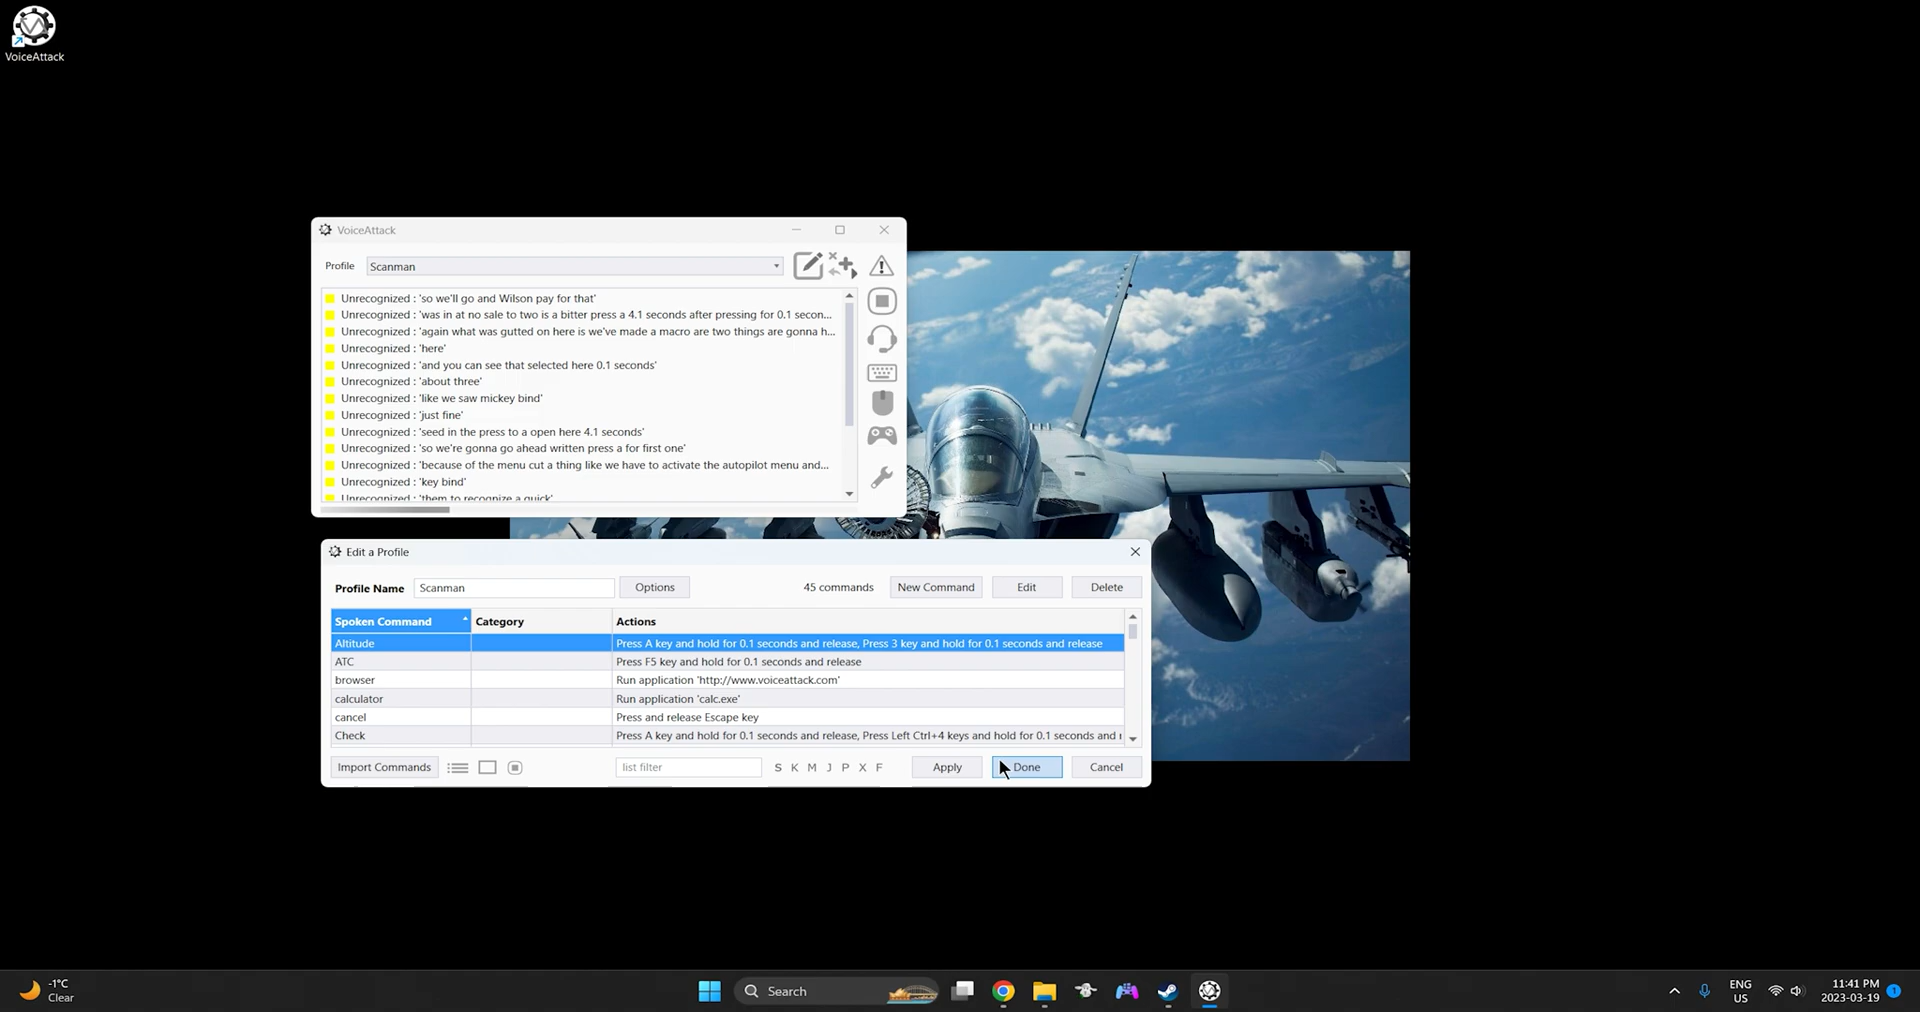 VoiceAttack
VoiceAttack
Profile Scanman
Unrecognized : 'so we'll go and Wilson pay for that'
Unrecognized : 'was in at no sale to two is a bitter press a 4.1 seconds after pressing for 0.1 secon...
Unrecognized : 'again what was gutted on here is we've made a macro are two things are gonna h...
Unrecognized : 'here'
Unrecognized : 'and you can see that selected here 0.1 seconds'
Unrecognized : 'about three'
Unrecognized : 'like we saw mickey bind'
Unrecognized : 'just fine'
Unrecognized : 'seed in the press to a open here 4.1 seconds'
Unrecognized : 'so we're gonna go ahead written press a for first one'
Unrecognized : 'because of the menu cut a thing like we have to activate the autopilot menu and...
Unrecognized : 'key bind'
Unrecognized : 'them to recognize a quick'
Edit a Profile
Profile Name Scanman Options 45 commands New Command Edit Delete
Spoken Command Category Actions
Altitude Press A key and hold for 0.1 seconds and release, Press 3 key and hold for 0.1 seconds and release
ATC Press F5 key and hold for 0.1 seconds and release
browser Run application 'http://www.voiceattack.com'
calculator Run application 'calc.exe'
cancel Press and release Escape key
Check Press A key and hold for 0.1 seconds and release, Press Left Ctrl+4 keys and hold for 0.1 seconds and
Import Commands list filter S K M J P X F Apply Done Cancel
-1°C
Clear
Search
ENG
US
11:41 PM
2023-03-19
1